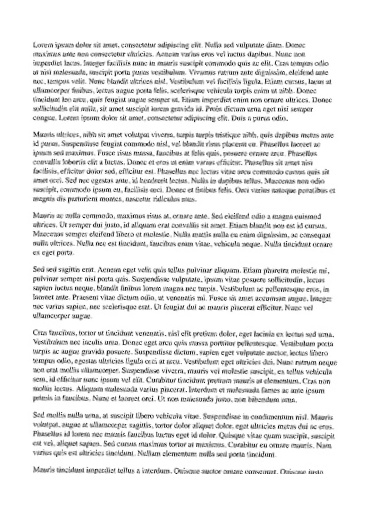 Lorem ipsum dolor sit amet, consectetur adipiscing elit. Nulla sed vulputate diam. Donec
maximus ante non consectetur ultricies. Aenean varius eros vel luctus dapibus. Nunc non
imperdiet lacus. Integer facilisis nunc in mauris suscipit commodo quis ac elit. Cras tempus odio
at nisl malesuada, suscipit porta purus vestibulum. Vivamus rutrum ante dignissim, eleifend ante
nec, tempus velit. Nunc blandit ultricies nisl. Vestibulum vel facilisis ligula. Etiam cursus, lacus at
ullamcorper finibus, lectus augue porta felis, scelerisque vehicula turpis enim ut nibh. Donec
tincidunt leo arcu, quis feugiat augue semper ut. Etiam imperdiet enim non ornare ultrices. Donec
sollicitudin elit nulla, sit amet suscipit lorem gravida id. Proin dictum urna eget nisi semper
congue. Lorem ipsum dolor sit amet, consectetur adipiscing elit. Duis a purus odio.
Mauris ultrices, nibh sit amet volutpat viverra, turpis turpis tristique nibh, quis dapibus metus ante
id purus. Suspendisse feugiat commodo nisl, vel blandit risus placerat eu. Phasellus laoreet ac
ipsum sed maximus. Fusce risus massa, faucibus at felis quis, posuere ornare arcu. Phasellus
convallis lobortis elit a luctus. Donec et eros ut enim varius efficitur. Phasellus sit amet nisi
facilisis, efficitur dolor sed, efficitur est. Phasellus nec lectus vitae arcu commodo cursus quis sit
amet orci. Sed nec egestas ante, id hendrerit lectus. Nulla in dapibus tellus. Maecenas non odio
suscipit, commodo ipsum eu, facilisis orci. Donec et finibus felis. Orci varius natoque penatibus et
magnis dis parturient montes, nascetur ridiculus mus.
Mauris ac nulla commodo, maximus risus at, ornare ante. Sed eleifend odio a magna euismod
ultrices. Ut semper dui justo, id aliquam erat convallis sit amet. Etiam blandit non est id cursus.
Maecenas semper eleifend molestie. Nulla mattis nulla eu enim dignissim, ac consequat
nulla ultrices. Nulla nec est tincidunt, faucibus enim vitae, vehicula neque. Nulla tincidunt ornare
ex eget porta.
Sed sed sagittis erat. Aenean eget velit quis tellus pulvinar aliquam. Etiam pharetra molestie mi,
pulvinar semper nisl porta quis. Suspendisse vulputate, ipsum vitae posuere sollicitudin, lectus
sapien luctus neque, blandit finibus lorem magna nec turpis. Vestibulum ac pellentesque eros, in
laoreet ante. Praesent vitae dictum odio, ut venenatis mi. Fusce sit amet accumsan augue. Integer
nec varius sapien, nec scelerisque erat. Ut feugiat dui ac mauris placerat efficitur. Nunc vel
ullamcorper augue.
Cras faucibus, tortor ut tincidunt venenatis, nisl elit pretium dolor, eget lacinia ex lectus sed urna.
Vestibulum nec iaculis urna. Donec eget arcu quis massa porttitor pellentesque. Vestibulum porta
turpis ac augue gravida posuere. Suspendisse dictum, sapien eget vulputate auctor, lectus libero
tempus odio, egestas ultricies ligula orci at arcu. Vestibulum eget ultricies dui. Nunc rutrum neque
non erat mollis ullamcorper. Suspendisse viverra, mauris vel molestie suscipit, ex tellus vehicula
sem, id efficitur nunc ipsum vel elit. Curabitur tincidunt pretium mauris at elementum. Cras non
mollis lectus. Aliquam malesuada varius placerat. Interdum et malesuada fames ac ante ipsum
primis in faucibus. Nunc et laoreet orci. Ut non malesuada justo, non bibendum urna.
Sed mollis nulla urna, at suscipit libero vehicula vitae. Suspendisse in condimentum nisl. Mauris
volutpat, augue at ullamcorper sagittis, tortor dolor aliquet dolor, eget ultricies metus dui ac eros.
Phasellus id lorem nec mauris faucibus luctus eget id dolor. Quisque vitae quam suscipit, suscipit
est vel, aliquet sapien. Sed cursus maximus tortor at maximus. Curabitur eu ornare mauris. Nam
varius quis est ultricies tincidunt. Nullam elementum nulla sed porta tincidunt.
Mauris tincidunt imperdiet tellus a interdum. Quisque auctor ornare consequat. Quisque justo